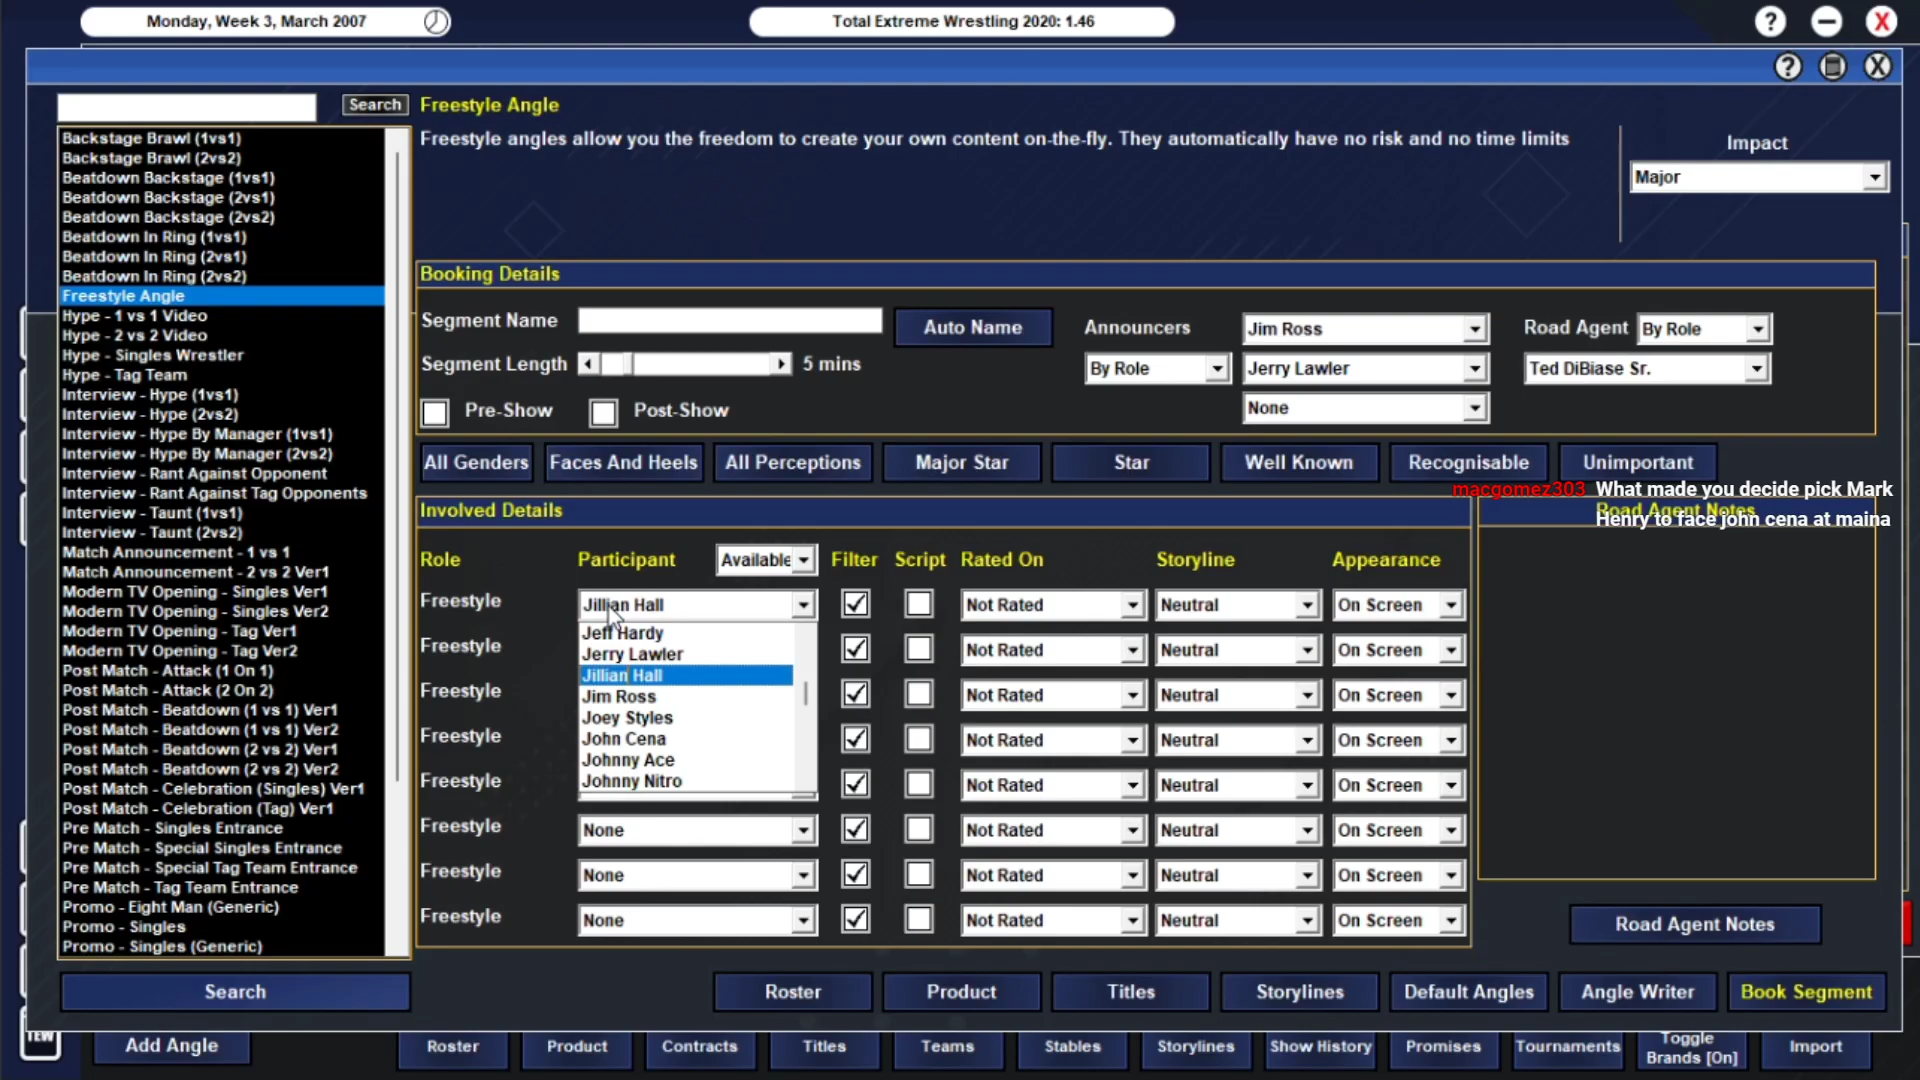 Monday, Week 3, March 2007
Total Extreme Wrestling 2020: 1.46
Search
Freestyle Angle
Freestyle angles allow you the freedom to create your own content on-the-fly. They automatically have no risk and no time limits
Impact
Major
Backstage Brawl (1vs1)
Backstage Brawl (2vs2)
Beatdown Backstage (1vs1)
Beatdown Backstage (2vs1)
Beatdown Backstage (2vs2)
Beatdown In Ring (1vs1)
Beatdown In Ring (2vs1)
Beatdown In Ring (2vs2)
Freestyle Angle
Hype - 1 vs 1 Video
Hype - 2 vs 2 Video
Hype - Singles Wrestler
Hype - Tag Team
Interview - Hype (1vs1)
Interview - Hype (2vs2)
Interview - Hype By Manager (1vs1)
Interview - Hype By Manager (2vs2)
Interview - Rant Against Opponent
Interview - Rant Against Tag Opponents
Interview - Taunt (1vs1)
Interview - Taunt (2vs2)
Match Announcement - 1 vs 1
Match Announcement - 2 vs 2 Ver1
Modern TV Opening - Singles Ver1
Modern TV Opening - Singles Ver2
Modern TV Opening - Tag Ver1
Modern TV Opening - Tag Ver2
Post Match - Attack (1 On 1)
Post Match - Attack (2 On 2)
Post Match - Beatdown (1 vs 1) Ver1
Post Match - Beatdown (1 vs 1) Ver2
Post Match - Beatdown (2 vs 2) Ver1
Post Match - Beatdown (2 vs 2) Ver2
Post Match - Celebration (Singles) Ver1
Post Match - Celebration (Tag) Ver1
Pre Match - Singles Entrance
Pre Match - Special Singles Entrance
Pre Match - Special Tag Team Entrance
Pre Match - Tag Team Entrance
Promo - Eight Man (Generic)
Promo - Singles
Promo - Singles (Generic)
Search
Booking Details
Segment Name
Auto Name
Announcers
Jim Ross
Road Agent
By Role
Segment Length
5 mins
By Role
Jerry Lawler
Ted DiBiase Sr.
Pre-Show
Post-Show
None
All Genders
Faces And Heels
All Perceptions
Major Star
Star
Well Known
Recognisable
Unimportant
macgomez303 What made you decide pick Mark
Henry to face john cena at maina
Involved Details
Road Agent Notes
Role
Participant
Available
Filter
Script
Rated On
Storyline
Appearance
Freestyle
Jillian Hall
Not Rated
Neutral
On Screen
Jeff Hardy
Jerry Lawler
Jillian Hall
Jim Ross
Joey Styles
John Cena
Johnny Ace
Johnny Nitro
Freestyle
Not Rated
Neutral
On Screen
Freestyle
Not Rated
Neutral
On Screen
Freestyle
Not Rated
Neutral
On Screen
Freestyle
Not Rated
Neutral
On Screen
Freestyle
None
Not Rated
Neutral
On Screen
Freestyle
None
Not Rated
Neutral
On Screen
Freestyle
None
Not Rated
Neutral
On Screen
Road Agent Notes
Roster
Product
Titles
Storylines
Default Angles
Angle Writer
Book Segment
TEW
Add Angle
Roster
Product
Contracts
Titles
Teams
Stables
Storylines
Show History
Promises
Tournaments
Toggle
Brands [On]
Import